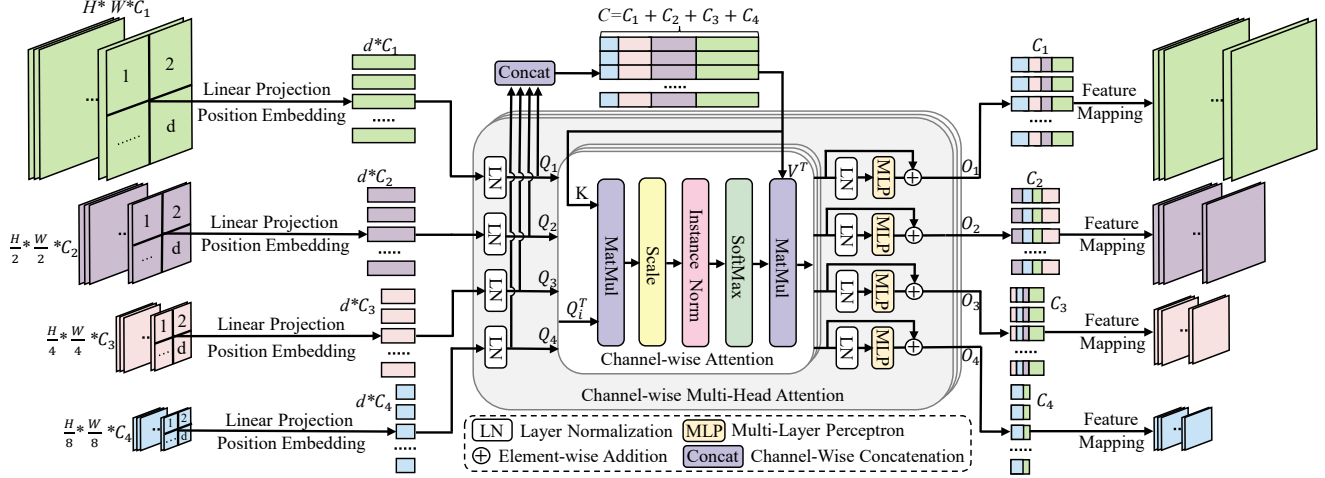 H* W*C₁
1 2
...
...... d
Linear Projection
Position Embedding
d*C₁
.....
H/2 * W/2 *C₂
1 2
..
... d
Linear Projection
Position Embedding
d*C₂
.....
H/4 * W/4 *C₃
1 2
..
... d
Linear Projection
Position Embedding
d*C₃
.....
H/8 * W/8 *C₄
1 2
..
... d
Linear Projection
Position Embedding
d*C₄
.....
Concat
C=C₁ + C₂ + C₃ + C₄
.....
LN
LN
LN
LN
Q₁
Q₂
Q₃
Q₄
K
Qᵢᵀ
Vᵀ
MatMul
Scale
Instance Norm
SoftMax
MatMul
Channel-wise Attention
Channel-wise Multi-Head Attention
LN MLP O₁
LN MLP O₂
LN MLP O₃
LN MLP O₄
C₁
.....
Feature
Mapping
...
C₂
.....
Feature
Mapping
..
C₃
.....
Feature
Mapping
..
C₄
.....
Feature
Mapping
..
LN Layer Normalization MLP Multi-Layer Perceptron
⊕ Element-wise Addition Concat Channel-Wise Concatenation